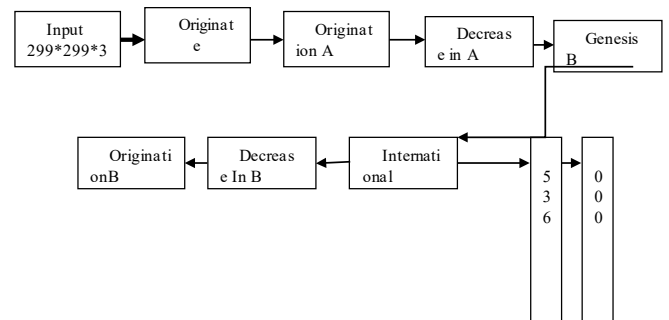 Input
299*299*3
Originat
e
Originat
ion A
Decreas
e in A
Genesis
B
Originati
onB
Decreas
e In B
Internati
onal
5
3
6
0
0
0